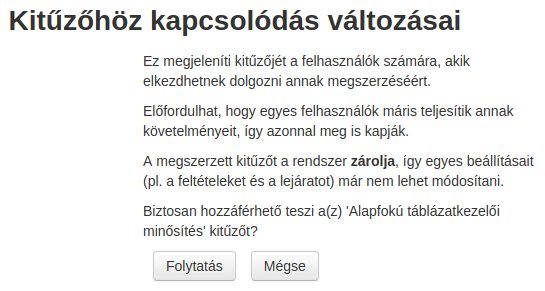 Kitűzőhöz kapcsolódás változásai
Ez megjeleníti kitűzőjét a felhasználók számára, akik
elkezdhetnek dolgozni annak megszerzéséért.
Előfordulhat, hogy egyes felhasználók máris teljesítik annak
követelményeit, így azonnal meg is kapják.
A megszerzett kitűzőt a rendszer zárolja, így egyes beállításait
(pl. a feltételeket és a lejáratot) már nem lehet módosítani.
Biztosan hozzáférhető teszi a(z) 'Alapfokú táblázatkezelői
minősítés' kitűzőt?
Folytatás Mégse